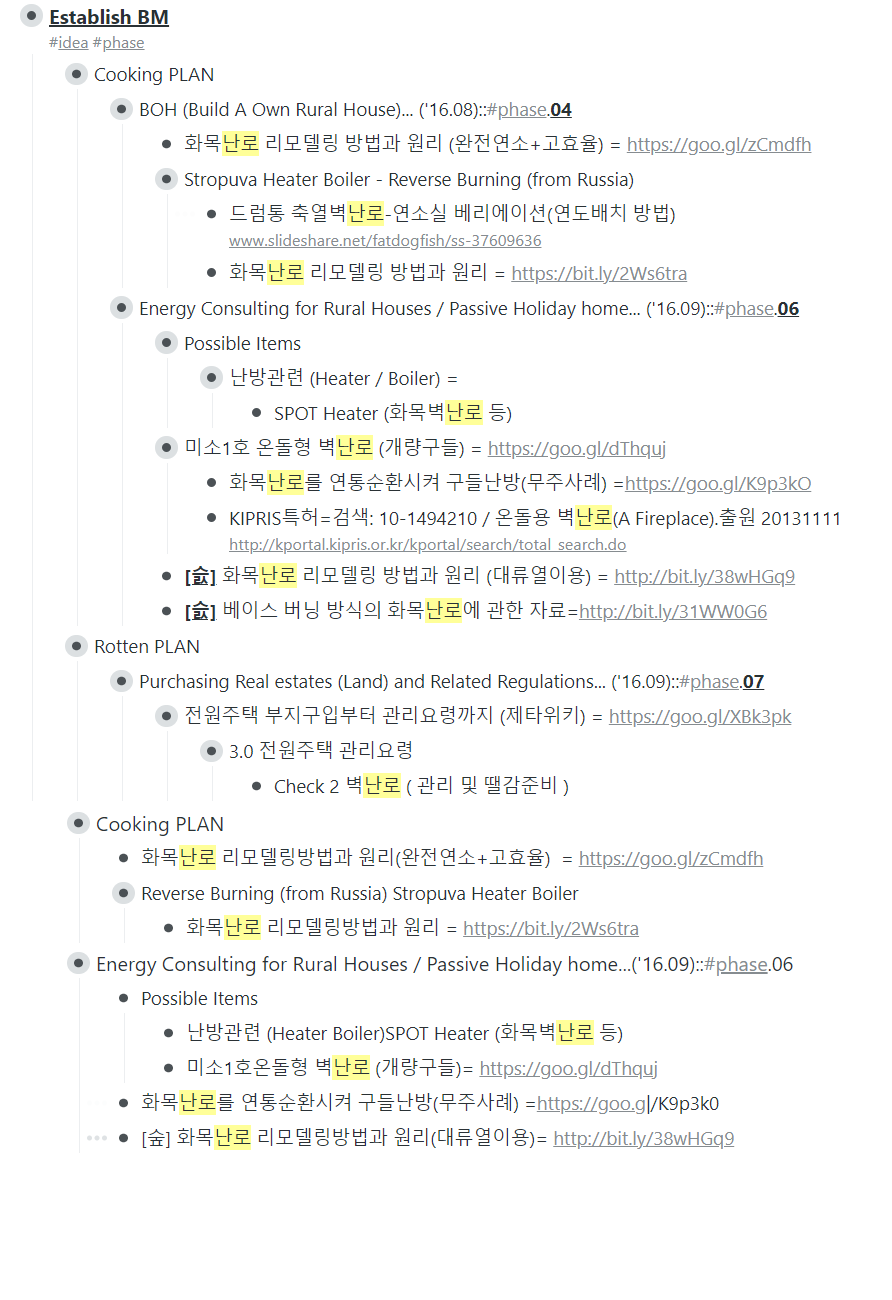 Establish BM
#idea #phase
Cooking PLAN
BOH (Build A Own Rural House)... ('16.08)::#phase.04
화목난로 리모델링 방법과 원리 (완전연소+고효율) = https://goo.gl/zCmdfh
Stropuva Heater Boiler - Reverse Burning (from Russia)
드럼통 축열벽난로-연소실 베리에이션(연도배치 방법)
www.slideshare.net/fatdogfish/ss-37609636
화목난로 리모델링 방법과 원리 = https://bit.ly/2Ws6tra
Energy Consulting for Rural Houses / Passive Holiday home... ('16.09)::#phase.06
Possible Items
난방관련 (Heater / Boiler) =
SPOT Heater (화목벽난로 등)
미소1호 온돌형 벽난로 (개량구들) = https://goo.gl/dThquj
화목난로를 연통순환시켜 구들난방(무주사례) =https://goo.gl/K9p3kO
KIPRIS특허=검색: 10-1494210 / 온돌용 벽난로(A Fireplace).출원 20131111
http://kportal.kipris.or.kr/kportal/search/total_search.do
[숬] 화목난로 리모델링 방법과 원리 (대류열이용) = http://bit.ly/38wHGq9
[숬] 베이스 버닝 방식의 화목난로에 관한 자료=http://bit.ly/31WW0G6
Rotten PLAN
Purchasing Real estates (Land) and Related Regulations... ('16.09)::#phase.07
전원주택 부지구입부터 관리요령까지 (제타위키) = https://goo.gl/XBk3pk
3.0 전원주택 관리요령
Check 2 벽난로 ( 관리 및 땔감준비 )
Cooking PLAN
화목난로 리모델링방법과 원리(완전연소+고효율)  = https://goo.gl/zCmdfh
Reverse Burning (from Russia) Stropuva Heater Boiler
화목난로 리모델링방법과 원리 = https://bit.ly/2Ws6tra
Energy Consulting for Rural Houses / Passive Holiday home...('16.09)::#phase.06
Possible Items
난방관련 (Heater Boiler)SPOT Heater (화목벽난로 등)
미소1호온돌형 벽난로 (개량구들)= https://goo.gl/dThquj
화목난로를 연통순환시켜 구들난방(무주사례) =https://goo.g|/K9p3k0
[숲] 화목난로 리모델링방법과 원리(대류열이용)= http://bit.ly/38wHGq9